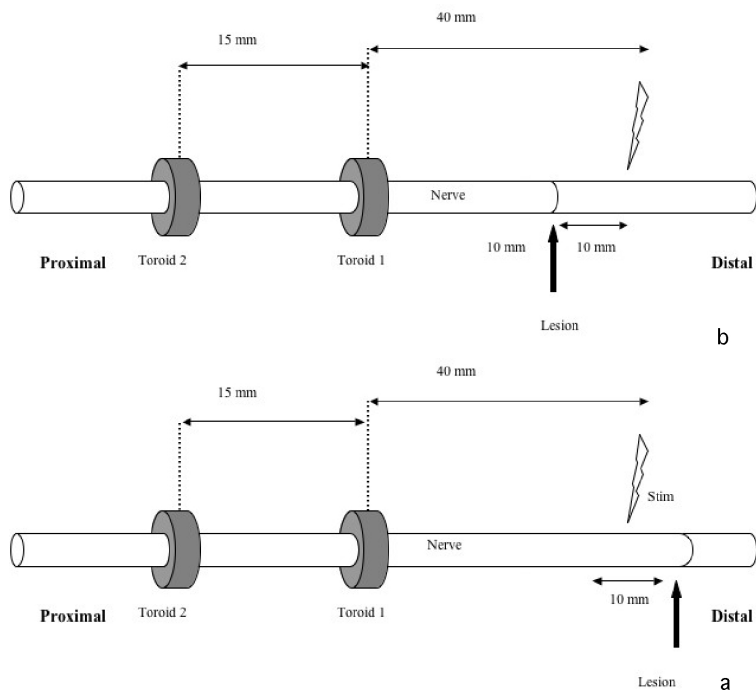 40 mm
15 mm
Nerve
10 mm 10 mm
Proximal Toroid 2 Toroid 1 Distal
Lesion
b
40 mm
15 mm
Stim
Nerve
10 mm
Proximal Toroid 2 Toroid 1 Distal
Lesion a